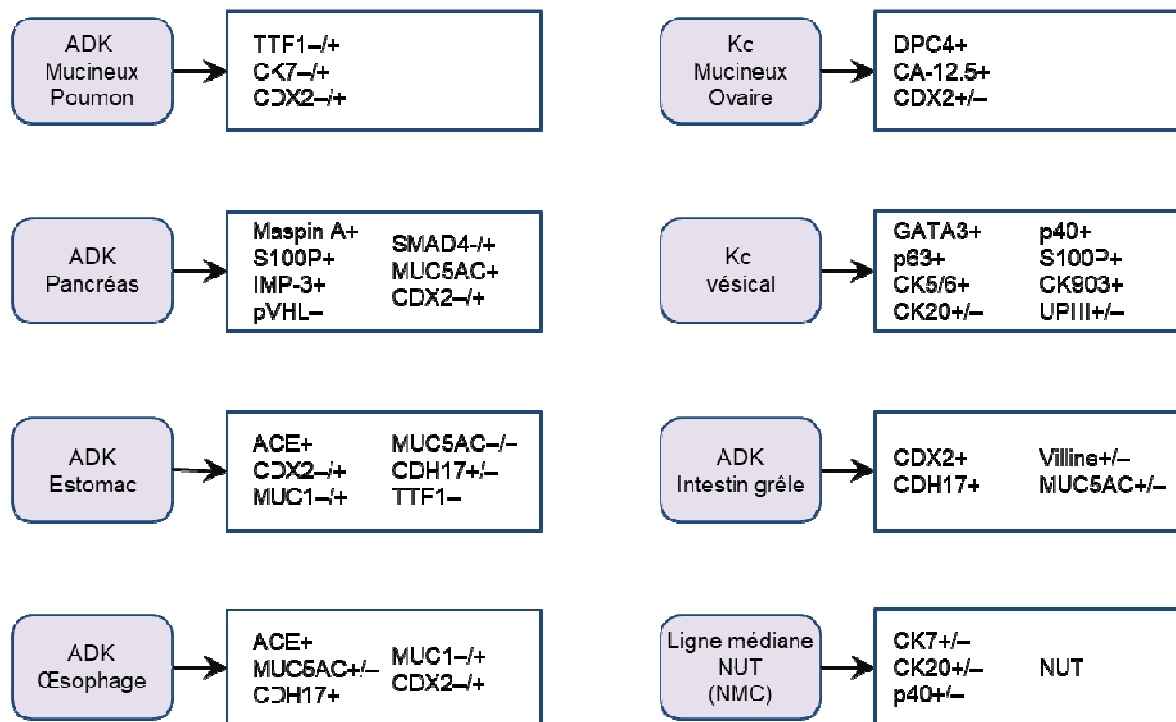 ADK
Mucineux
Poumon
TTF1–/+
CK7–/+
CDX2–/+
Kc
Mucineux
Ovaire
DPC4+
CA-12.5+
CDX2+/–
ADK
Pancréas
Maspin A+
S100P+
IMP-3+
pVHL–
SMAD4-/+
MUC5AC+
CDX2–/+
Kc
vésical
GATA3+
p63+
CK5/6+
CK20+/–
p40+
S100P+
CK903+
UPIII+/–
ADK
Estomac
ACE+
CDX2–/+
MUC1–/+
MUC5AC–/–
CDH17+/–
TTF1–
ADK
Intestin grêle
CDX2+
CDH17+
Villine+/–
MUC5AC+/–
ADK
Œsophage
ACE+
MUC5AC+/–
CDH17+
MUC1–/+
CDX2–/+
Ligne médiane
NUT
(NMC)
CK7+/–
CK20+/–
p40+/–
NUT